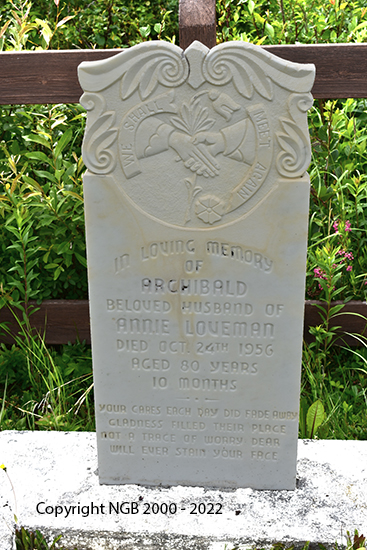 WE SHALL MEET AGAIN
IN LOVING MEMORY
OF
ARCHIBALD
BELOVED HUSBAND OF
ANNIE LOVEMAN
DIED OCT. 24TH 1956
AGED 80 YEARS
10 MONTHS
YOUR CARES EACH DAY DID FADE AWAY
GLADNESS FILLED THEIR PLACE
NOT A TRACE OF WORRY DEAR
WILL EVER STAIN YOUR FACE
Copyright NGB 2000 - 2022